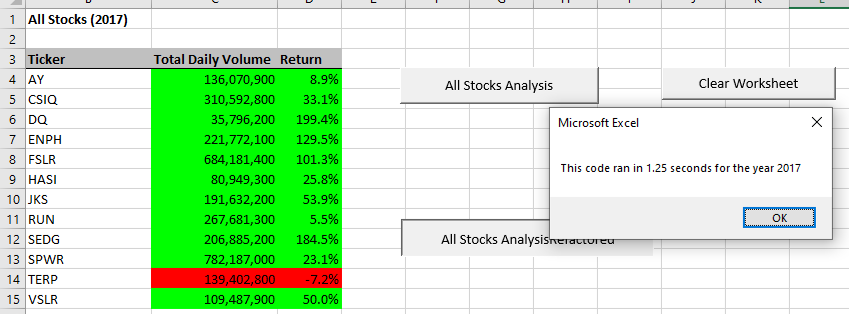 1 All Stocks (2017)
2
3 Ticker Total Daily Volume Return
4 AY 136,070,900 8.9%
5 CSIQ 310,592,800 33.1%
6 DQ 35,796,200 199.4%
7 ENPH 221,772,100 129.5%
8 FSLR 684,181,400 101.3%
9 HASI 80,949,300 25.8%
10 JKS 191,632,200 53.9%
11 RUN 267,681,300 5.5%
12 SEDG 206,885,200 184.5%
13 SPWR 782,187,000 23.1%
14 TERP 139,402,800 -7.2%
15 VSLR 109,487,900 50.0%
All Stocks Analysis
Clear Worksheet
Microsoft Excel
This code ran in 1.25 seconds for the year 2017
OK
All Stocks AnalysisRefactored